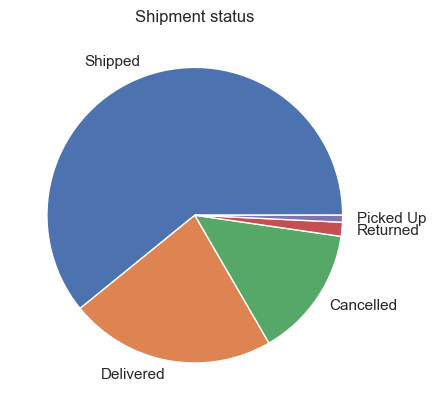 Shipment status
Shipped
Picked Up
Returned
Cancelled
Delivered